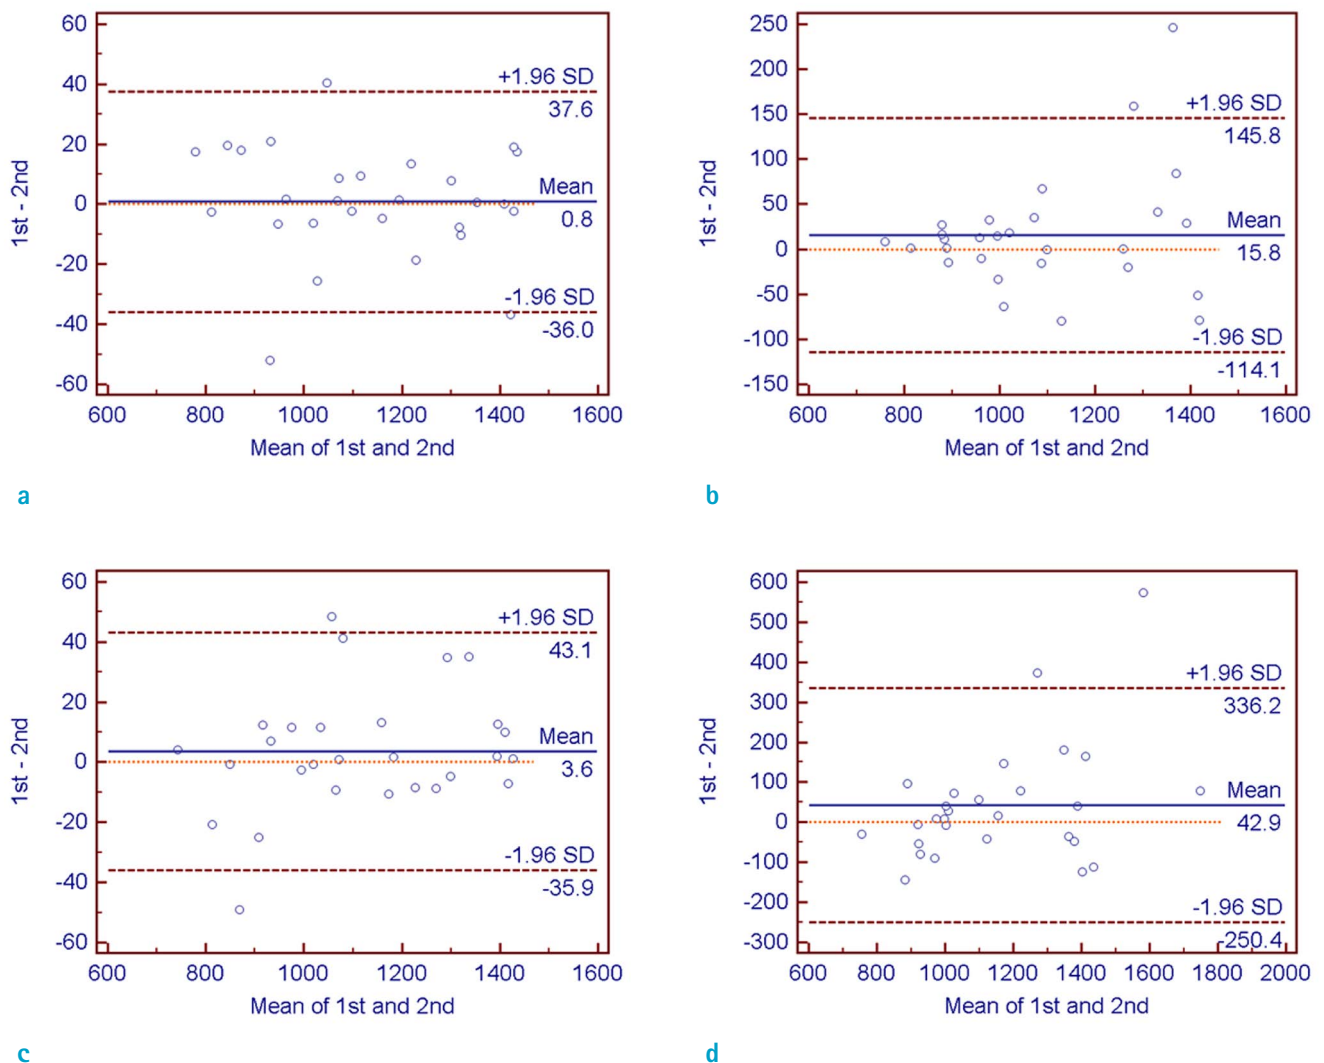 60
40
20
0
-20
-40
-60
1st - 2nd
+1.96 SD
37.6
Mean
0.8
-1.96 SD
-36.0
600 800 1000 1200 1400 1600
Mean of 1st and 2nd
a
250
200
150
100
50
0
-50
-100
-150
1st - 2nd
+1.96 SD
145.8
Mean
15.8
-1.96 SD
-114.1
600 800 1000 1200 1400 1600
Mean of 1st and 2nd
b
60
40
20
0
-20
-40
-60
1st - 2nd
+1.96 SD
43.1
Mean
3.6
-1.96 SD
-35.9
600 800 1000 1200 1400 1600
Mean of 1st and 2nd
c
600
500
400
300
200
100
0
-100
-200
-300
1st - 2nd
+1.96 SD
336.2
Mean
42.9
-1.96 SD
-250.4
600 800 1000 1200 1400 1600 1800 2000
Mean of 1st and 2nd
d